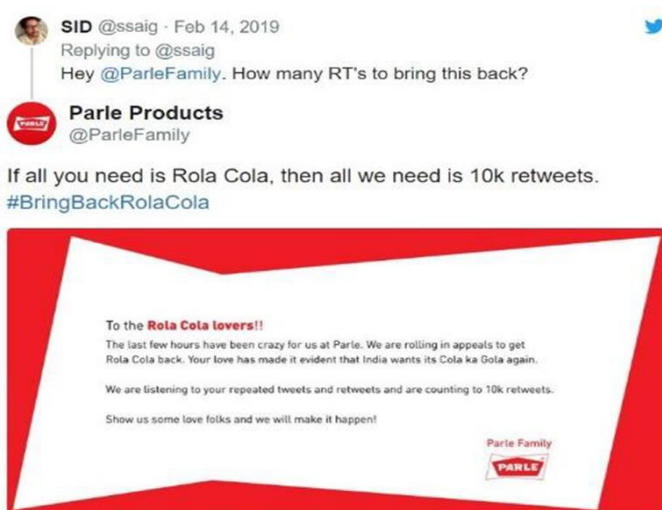 SID @ssaig · Feb 14, 2019
Replying to @ssaig
Hey @ParleFamily. How many RT's to bring this back?
PARLE
Parle Products
@ParleFamily
If all you need is Rola Cola, then all we need is 10k retweets.
#BringBackRolaCola
To the Rola Cola lovers!!
The last few hours have been crazy for us at Parle. We are rolling in appeals to get
Rola Cola back. Your love has made it evident that India wants its Cola ka Gola again.
We are listening to your repeated tweets and retweets and are counting to 10k retweets.
Show us some love folks and we will make it happen!
Parle Family
PARLE